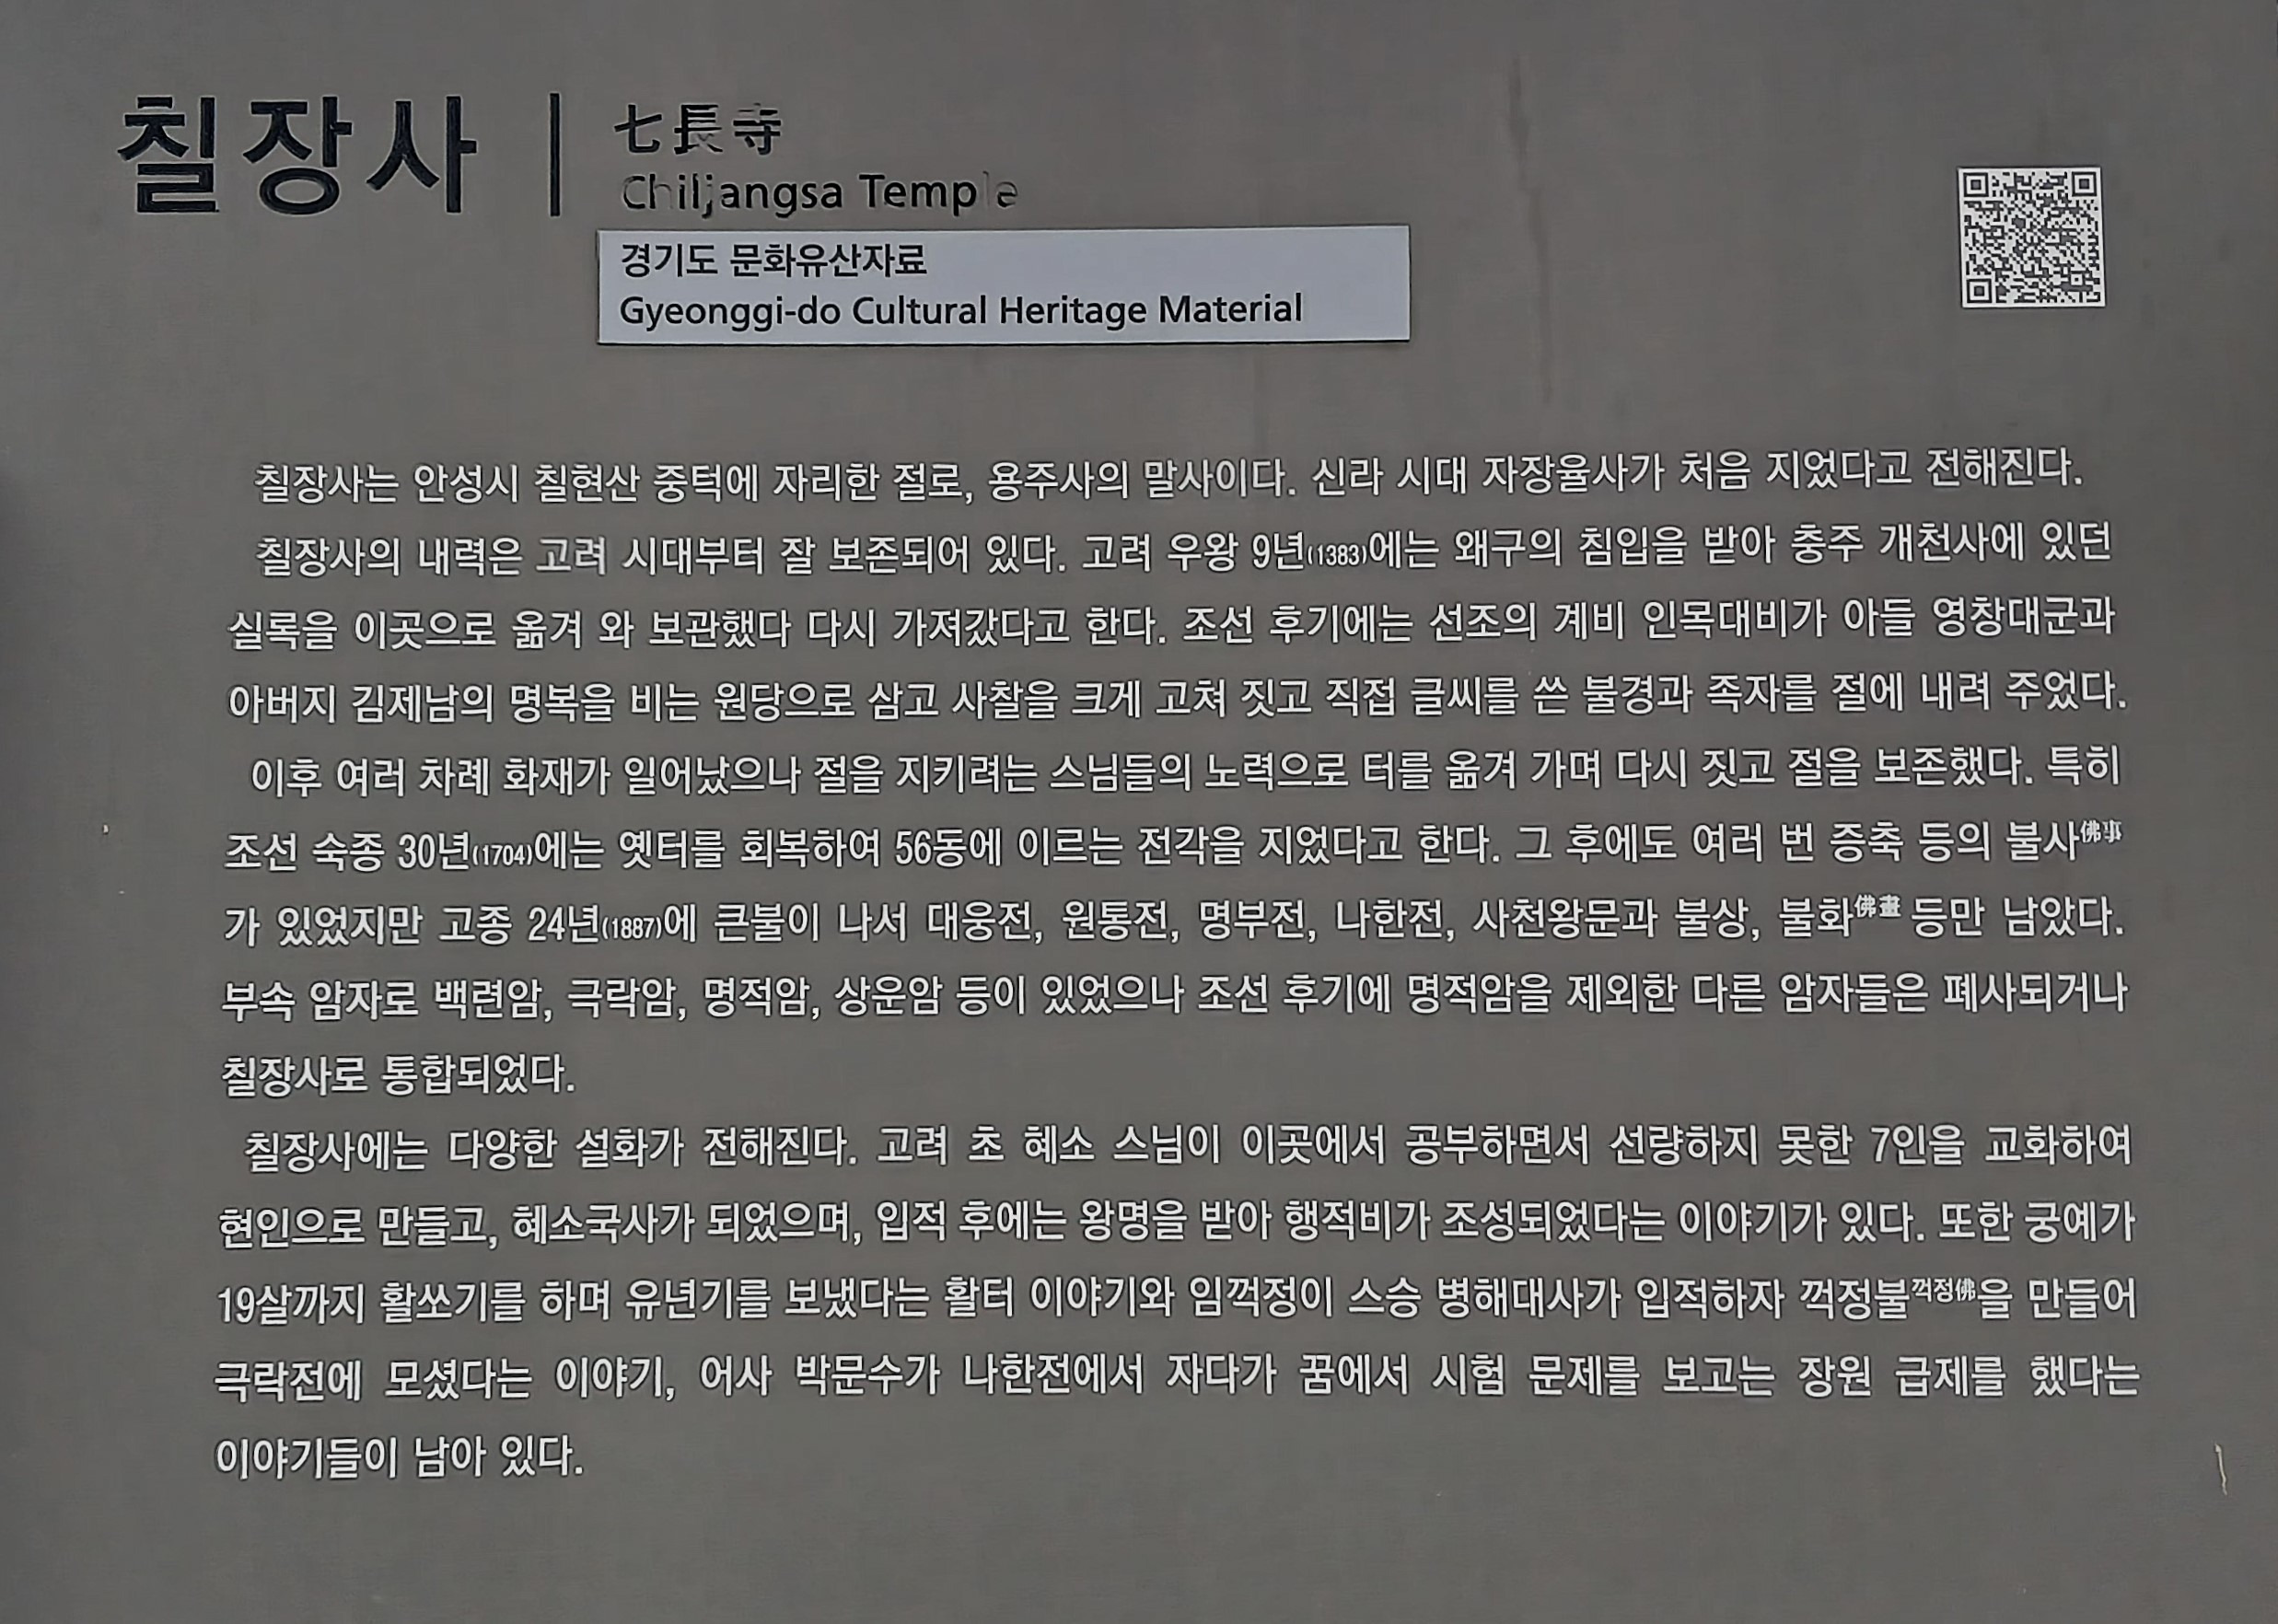 칠장사
七長寺
Chiljangsa Temple
경기도 문화유산자료
Gyeonggi-do Cultural Heritage Material
칠장사는 안성시 칠현산 중턱에 자리한 절로, 용주사의 말사이다. 신라 시대 자장율사가 처음 지었다고 전해진다.
칠장사의 내력은 고려 시대부터 잘 보존되어 있다. 고려 우왕 9년(1383)에는 왜구의 침입을 받아 충주 개천사에 있던
실록을 이곳으로 옮겨 와 보관했다 다시 가져갔다고 한다. 조선 후기에는 선조의 계비 인목대비가 아들 영창대군과
아버지 김제남의 명복을 비는 원당으로 삼고 사찰을 크게 고쳐 짓고 직접 글씨를 쓴 불경과 족자를 절에 내려 주었다.
이후 여러 차례 화재가 일어났으나 절을 지키려는 스님들의 노력으로 터를 옮겨 가며 다시 짓고 절을 보존했다. 특히
조선 숙종 30년(1704)에는 옛터를 회복하여 56동에 이르는 전각을 지었다고 한다. 그 후에도 여러 번 증축 등의 불사佛事
가 있었지만 고종 24년(1887)에 큰불이 나서 대웅전, 원통전, 명부전, 나한전, 사천왕문과 불상, 불화佛畫 등만 남았다.
부속 암자로 백련암, 극락암, 명적암, 상운암 등이 있었으나 조선 후기에 명적암을 제외한 다른 암자들은 폐사되거나
칠장사로 통합되었다.
칠장사에는 다양한 설화가 전해진다. 고려 초 혜소 스님이 이곳에서 공부하면서 선량하지 못한 7인을 교화하여
현인으로 만들고, 혜소국사가 되었으며, 입적 후에는 왕명을 받아 행적비가 조성되었다는 이야기가 있다. 또한 궁예가
19살까지 활쏘기를 하며 유년기를 보냈다는 활터 이야기와 임꺽정이 스승 병해대사가 입적하자 꺽정불꺽정佛을 만들어
극락전에 모셨다는 이야기, 어사 박문수가 나한전에서 자다가 꿈에서 시험 문제를 보고는 장원 급제를 했다는
이야기들이 남아 있다.